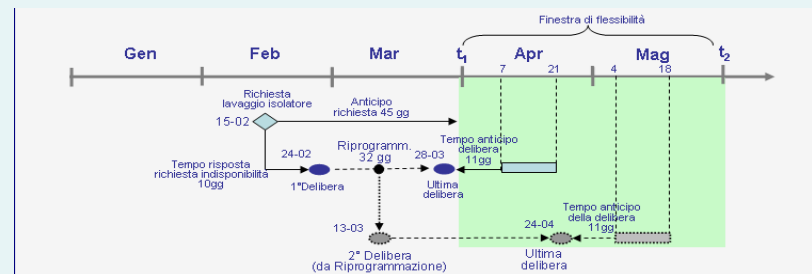 Finestra di flessibilità
Gen
Feb
Mar
t1
Apr
Mag
t2
7
21
4
18
Richiesta
lavaggio isolatore
15-02
Anticipo
richiesta 45 gg
Tempo risposta
richiesta indisponibilità
10gg
24-02
1°Delibera
Riprogramm.
32 gg
28-03
Ultima
delibera
Tempo anticipo
delibera
11gg
13-03
2° Delibera
(da Riprogrammazione)
24-04
Ultima
delibera
Tempo anticipo
della delibera
11gg